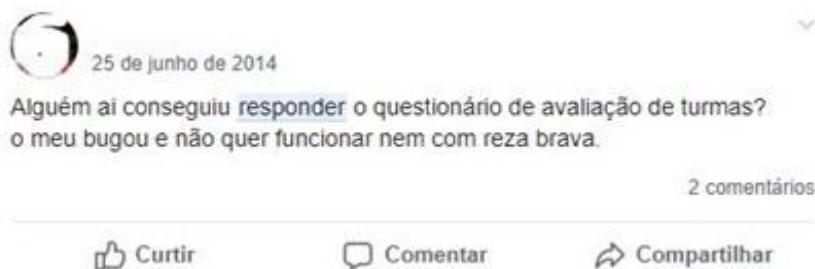 25 de junho de 2014
Alguém ai conseguiu responder o questionário de avaliação de turmas?
o meu bugou e não quer funcionar nem com reza brava.
2 comentários
Curtir Comentar Compartilhar